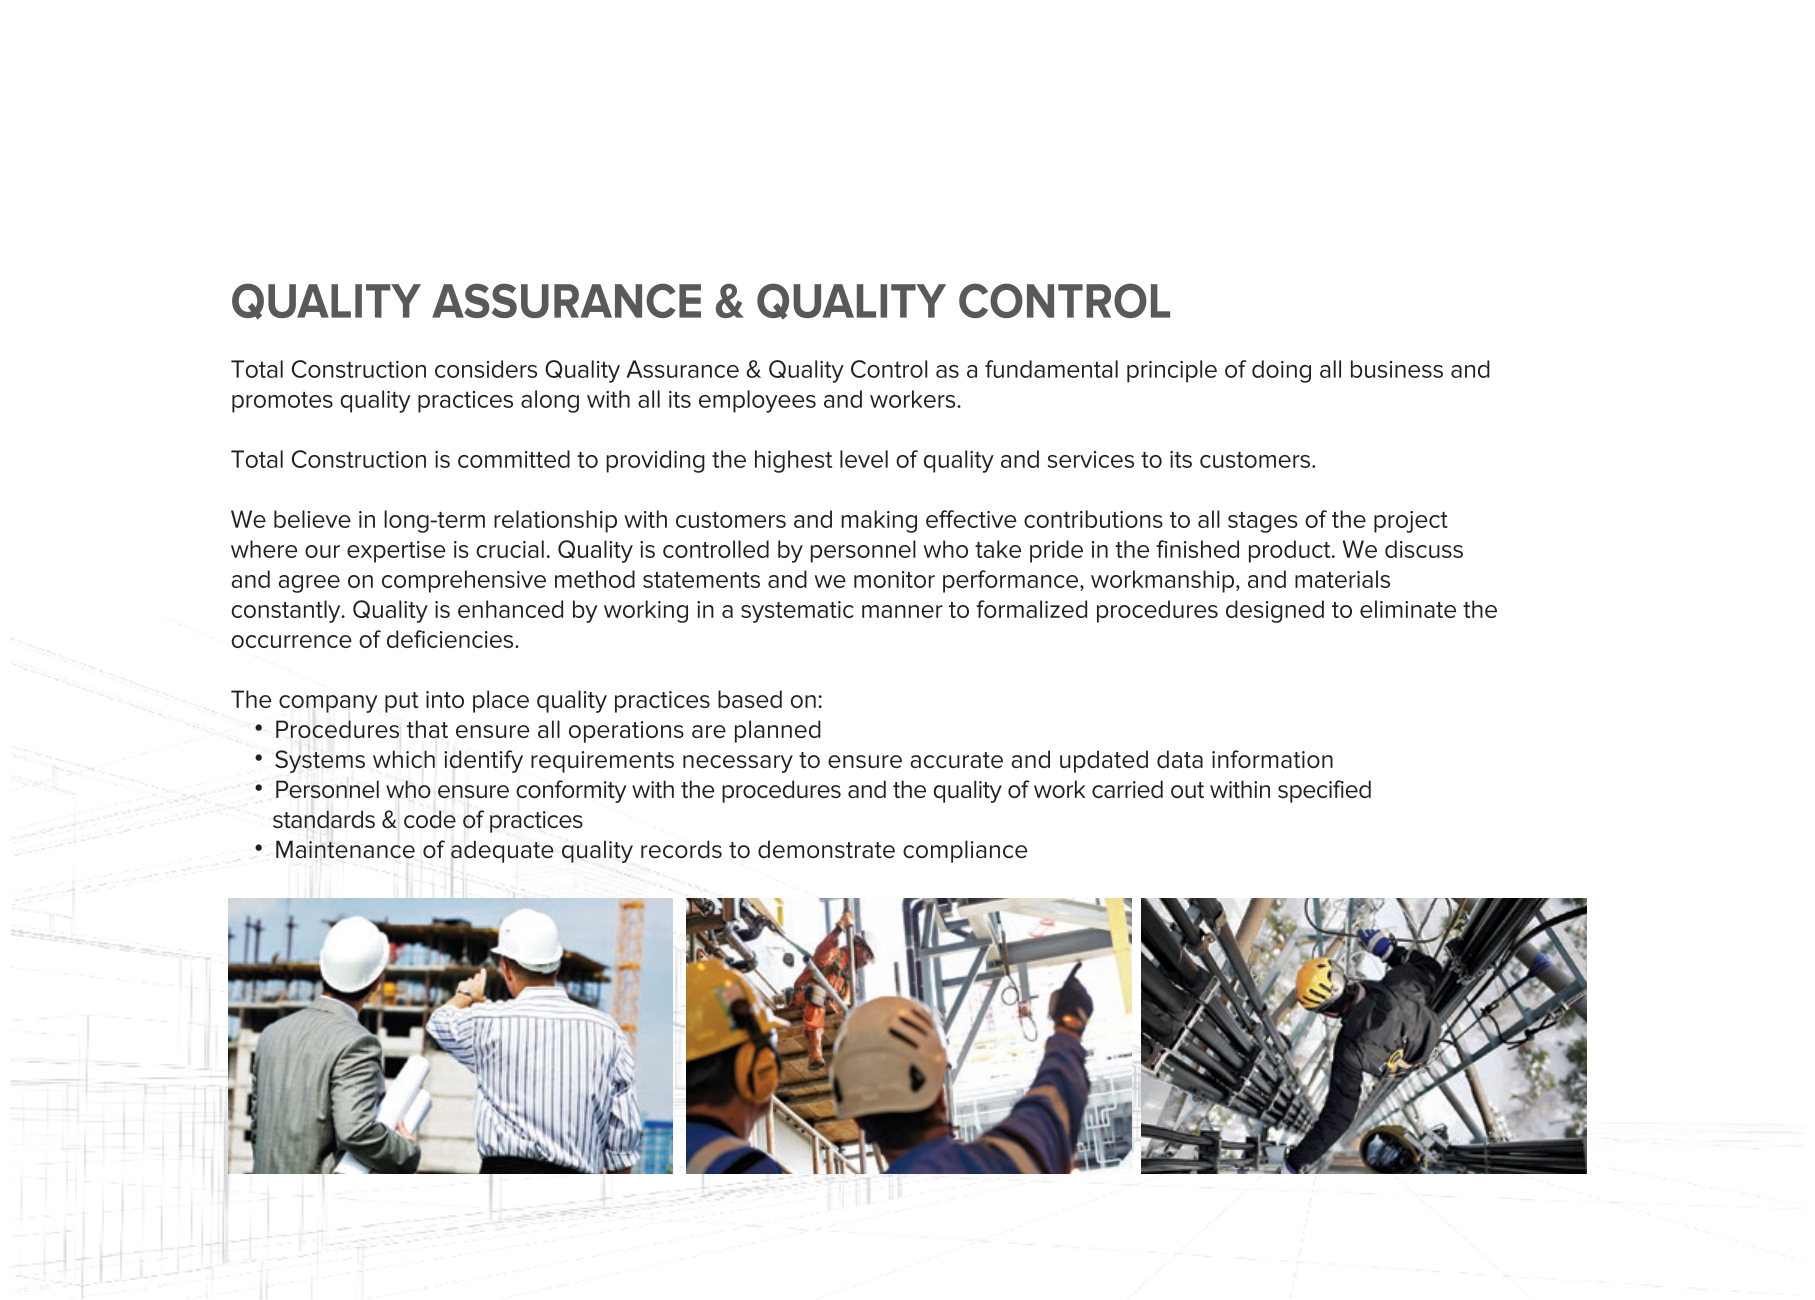 QUALITY ASSURANCE & QUALITY CONTROL
Total Construction considers Quality Assurance & Quality Control as a fundamental principle of doing all business and
promotes quality practices along with all its employees and workers.
Total Construction is committed to providing the highest level of quality and services to its customers.
We believe in long-term relationship with customers and making effective contributions to all stages of the project
where our expertise is crucial. Quality is controlled by personnel who take pride in the finished product. We discuss
and agree on comprehensive method statements and we monitor performance, workmanship, and materials
constantly. Quality is enhanced by working in a systematic manner to formalized procedures designed to eliminate the
occurrence of deficiencies.
The company put into place quality practices based on:
• Procedures that ensure all operations are planned
• Systems which identify requirements necessary to ensure accurate and updated data information
• Personnel who ensure conformity with the procedures and the quality of work carried out within specified
standards & code of practices
• Maintenance of adequate quality records to demonstrate compliance